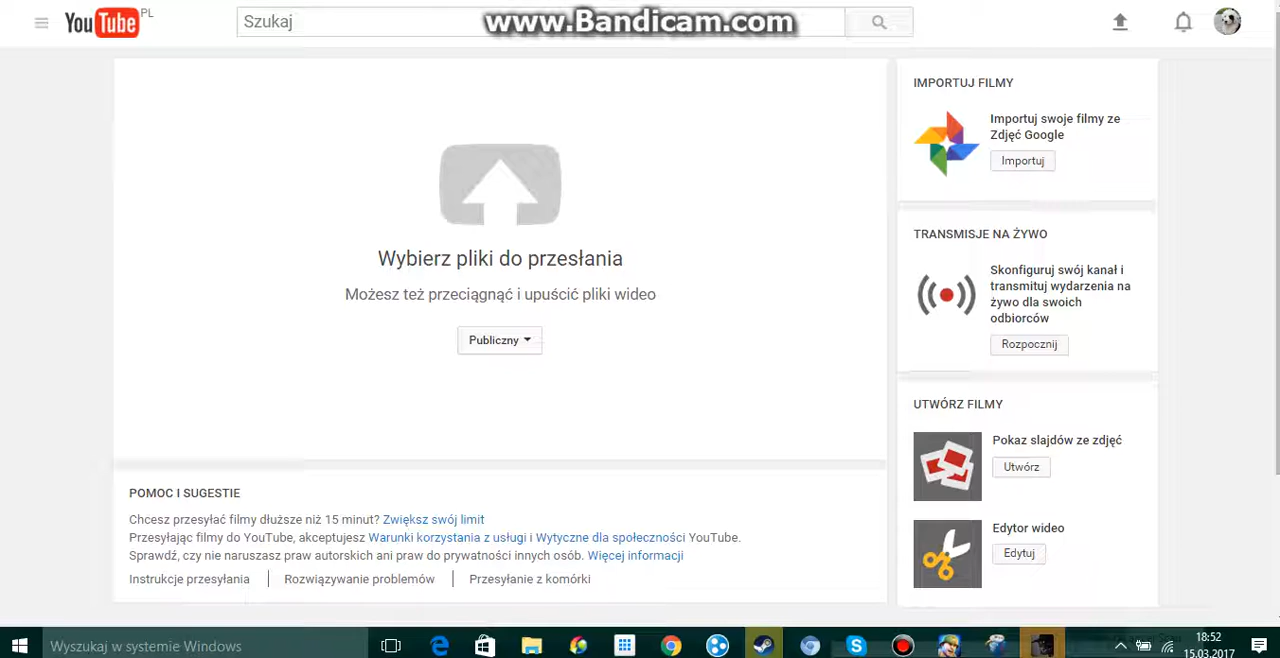 YouTube PL
Szukaj
www.Bandicam.com
Wybierz pliki do przesłania
Możesz też przeciągnąć i upuścić pliki wideo
Publiczny
POMOC I SUGESTIE
Chcesz przesyłać filmy dłuższe niż 15 minut? Zwiększ swój limit
Przesyłając filmy do YouTube, akceptujesz Warunki korzystania z usługi i Wytyczne dla społeczności YouTube.
Sprawdź, czy nie naruszasz praw autorskich ani praw do prywatności innych osób. Więcej informacji
Instrukcje przesyłania | Rozwiązywanie problemów | Przesyłanie z komórki
IMPORTUJ FILMY
Importuj swoje filmy ze
Zdjęć Google
Importuj
TRANSMISJE NA ŻYWO
Skonfiguruj swój kanał i
transmituj wydarzenia na
żywo dla swoich
odbiorców
Rozpocznij
UTWÓRZ FILMY
Pokaz slajdów ze zdjęć
Utwórz
Edytor wideo
Edytuj
Wyszukaj w systemie Windows
18:52
15.03.2017